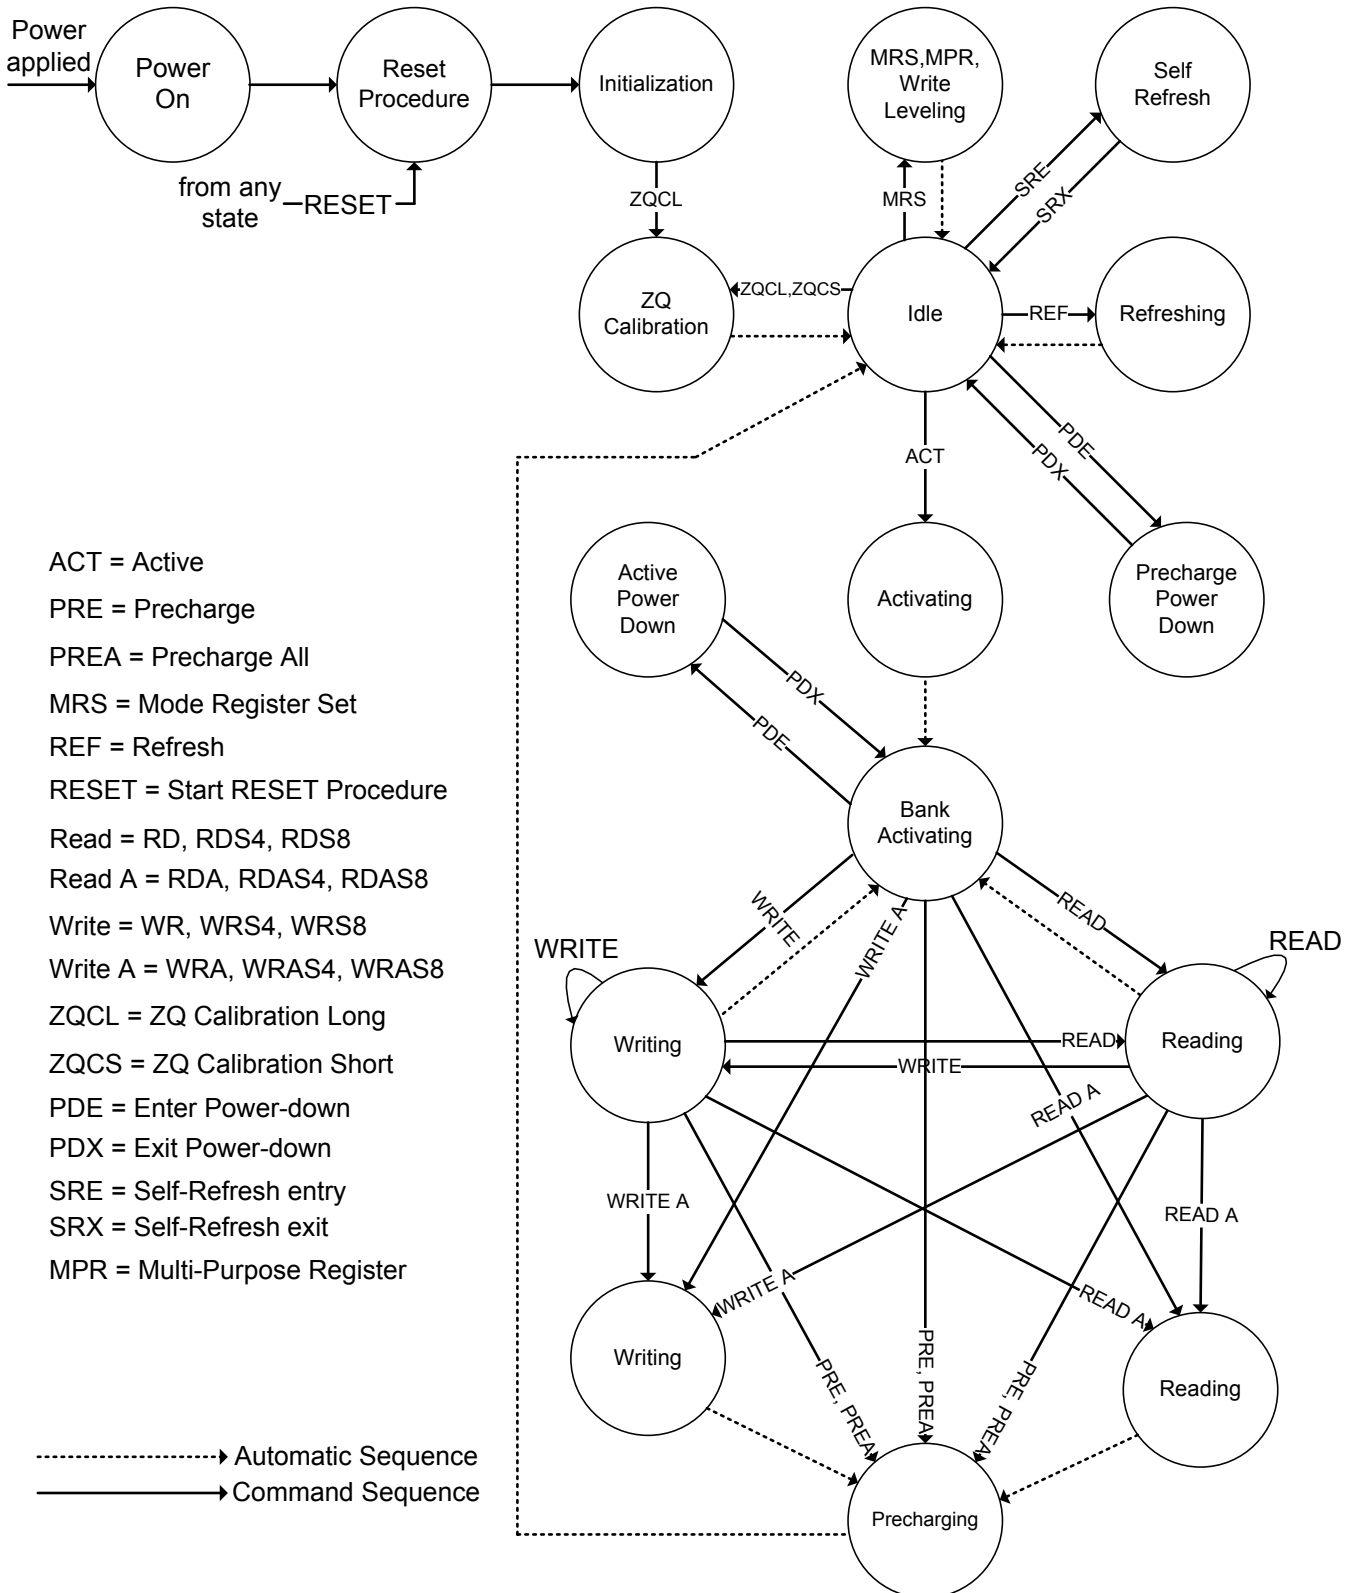 Power
applied
Power
On
Reset
Procedure
Initialization
MRS,MPR,
Write
Leveling
Self
Refresh
from any
state
RESET
ZQCL
MRS
SRE
SRX
ZQ
Calibration
ZQCL,ZQCS
Idle
REF
Refreshing
ACT
PDE
PDX
Active
Power
Down
Activating
Precharge
Power
Down
PDX
PDE
Bank
Activating
ACT = Active
PRE = Precharge
PREA = Precharge All
MRS = Mode Register Set
REF = Refresh
RESET = Start RESET Procedure
Read = RD, RDS4, RDS8
Read A = RDA, RDAS4, RDAS8
Write = WR, WRS4, WRS8
Write A = WRA, WRAS4, WRAS8
ZQCL = ZQ Calibration Long
ZQCS = ZQ Calibration Short
PDE = Enter Power-down
PDX = Exit Power-down
SRE = Self-Refresh entry
SRX = Self-Refresh exit
MPR = Multi-Purpose Register
WRITE
WRITE A
READ
WRITE
READ
Writing
READ
Reading
WRITE
READ A
WRITE A
READ A
WRITE A
READ A
Writing
PRE, PREA
PRE, PREA
PRE, PREA
Reading
Precharging
Automatic Sequence
Command Sequence